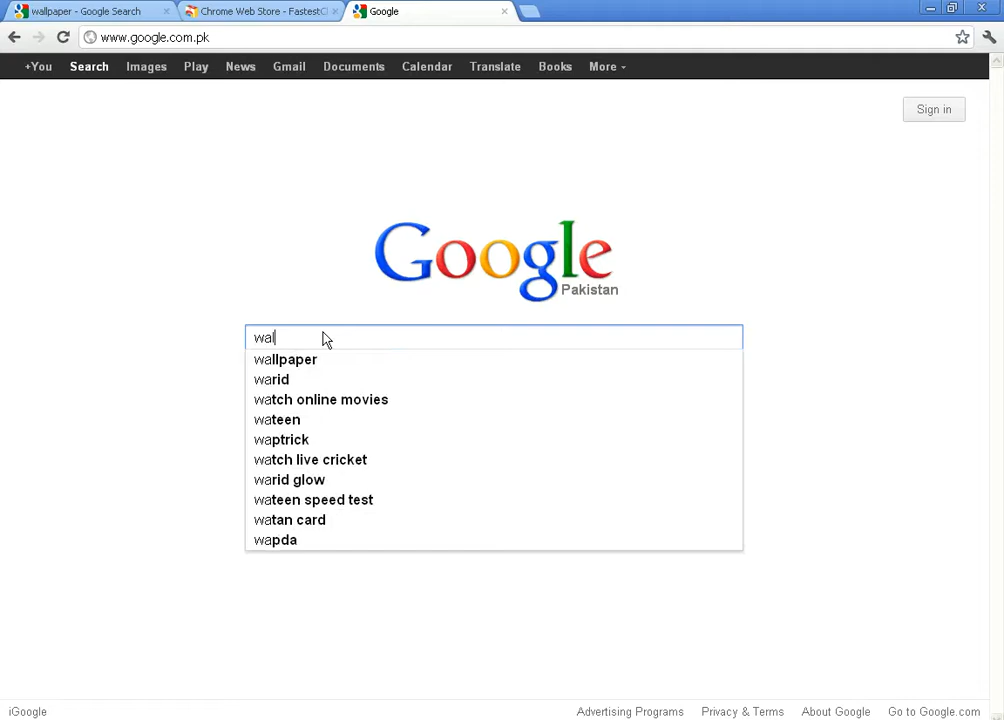 wallpaper - Google Search
Chrome Web Store - FastestCl
Google
www.google.com.pk
+You Search Images Play News Gmail Documents Calendar Translate Books More
Sign in
Google
Pakistan
wal
wallpaper
warid
watch online movies
wateen
waptrick
watch live cricket
warid glow
wateen speed test
watan card
wapda
iGoogle Advertising Programs Privacy & Terms About Google Go to Google.com